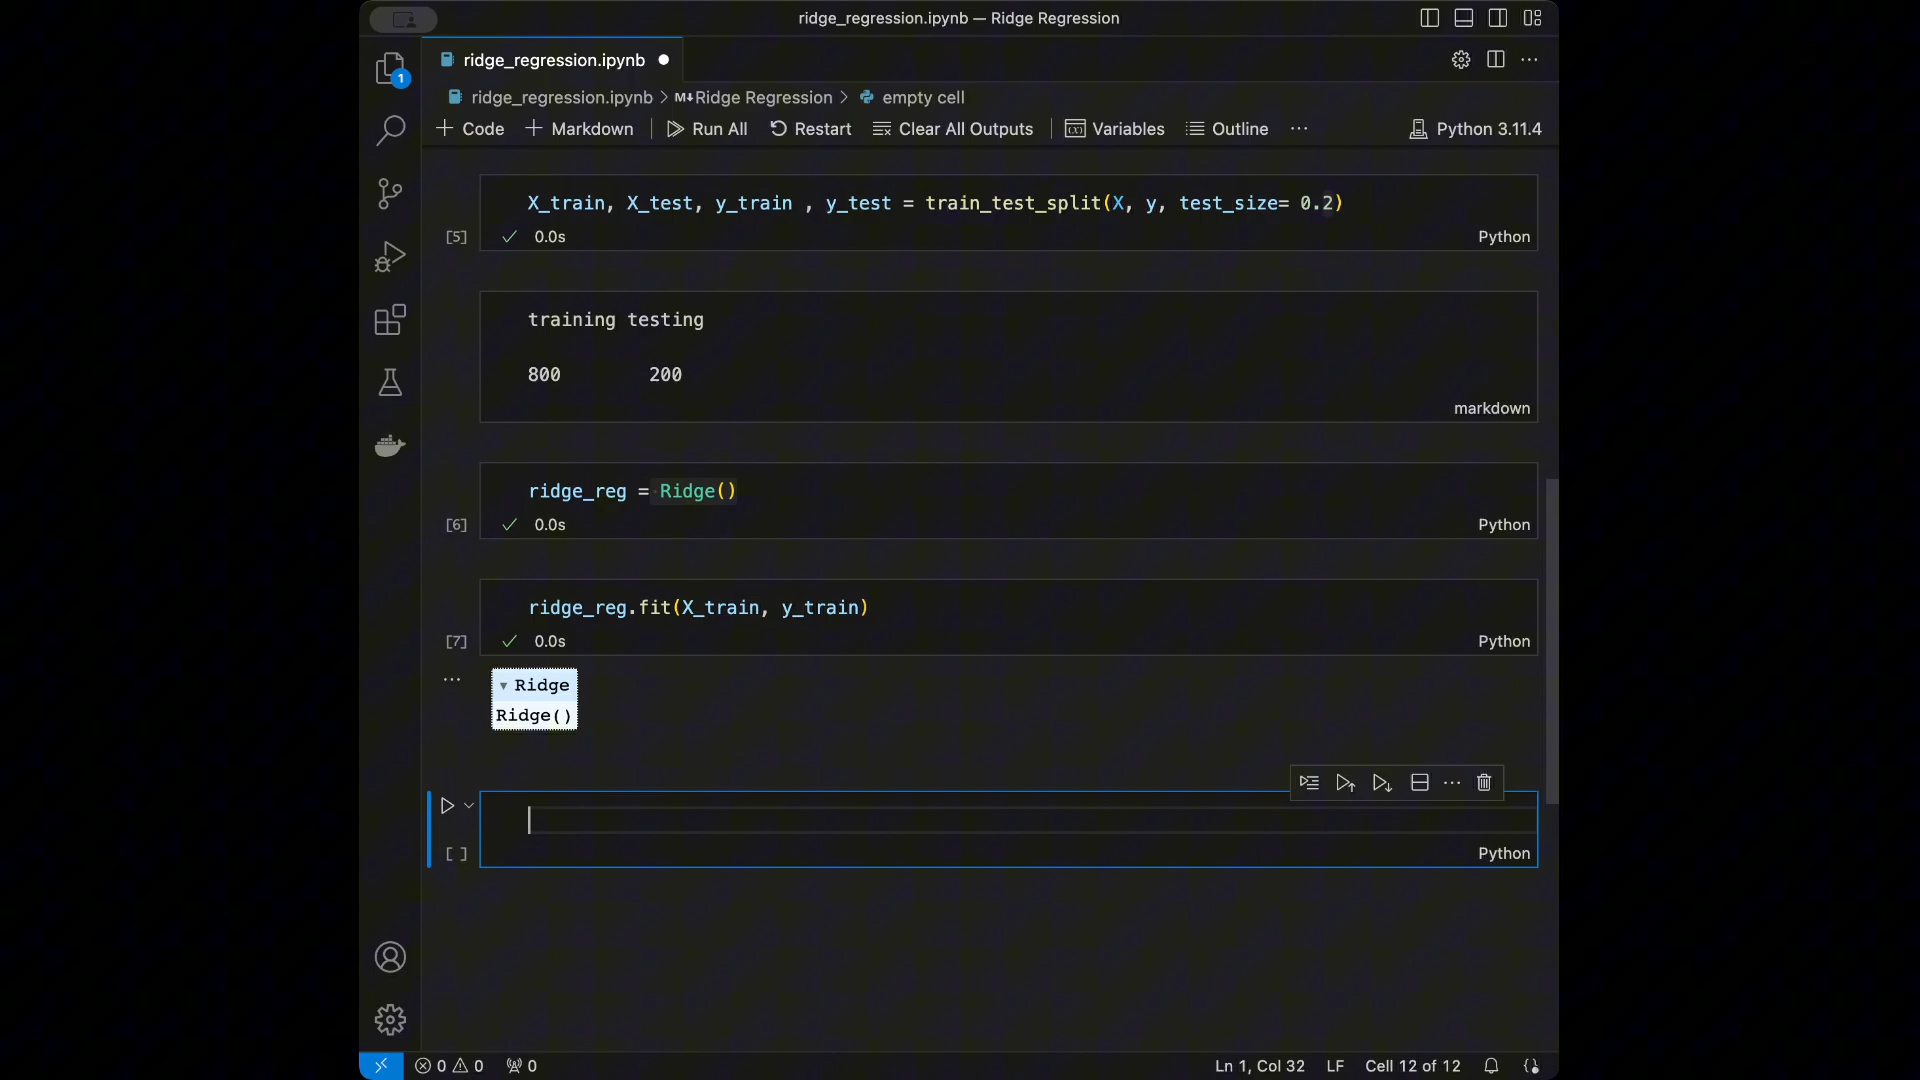 ridge_regression.ipynb — Ridge Regression
ridge_regression.ipynb
1
ridge_regression.ipynb > M↓Ridge Regression > empty cell
+ Code + Markdown Run All Restart Clear All Outputs Variables Outline ... Python 3.11.4
X_train, X_test, y_train , y_test = train_test_split(X, y, test_size= 0.2)
[5] ✓ 0.0s Python
training testing
800 200
markdown
ridge_reg = Ridge()
[6] ✓ 0.0s Python
ridge_reg.fit(X_train, y_train)
[7] ✓ 0.0s Python
... ▾ Ridge
Ridge()
[ ] Python
0 0 0 Ln 1, Col 32 LF Cell 12 of 12